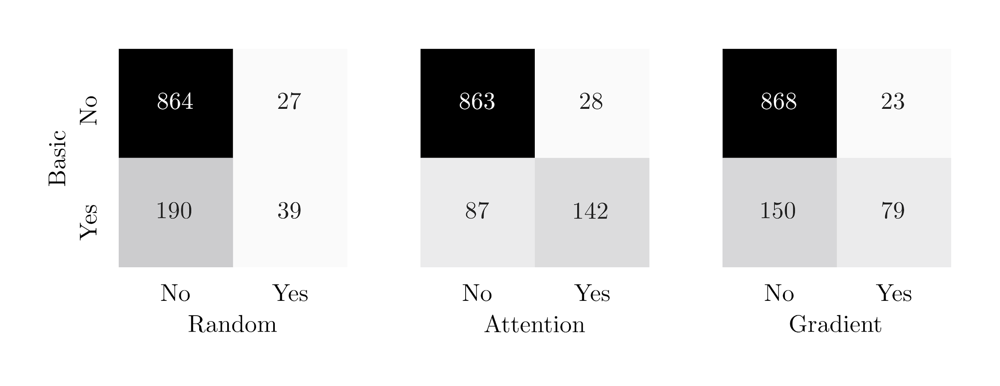 Basic
No
864 27 863 28 868 23
Yes
190 39 87 142 150 79
No Yes No Yes No Yes
Random Attention Gradient